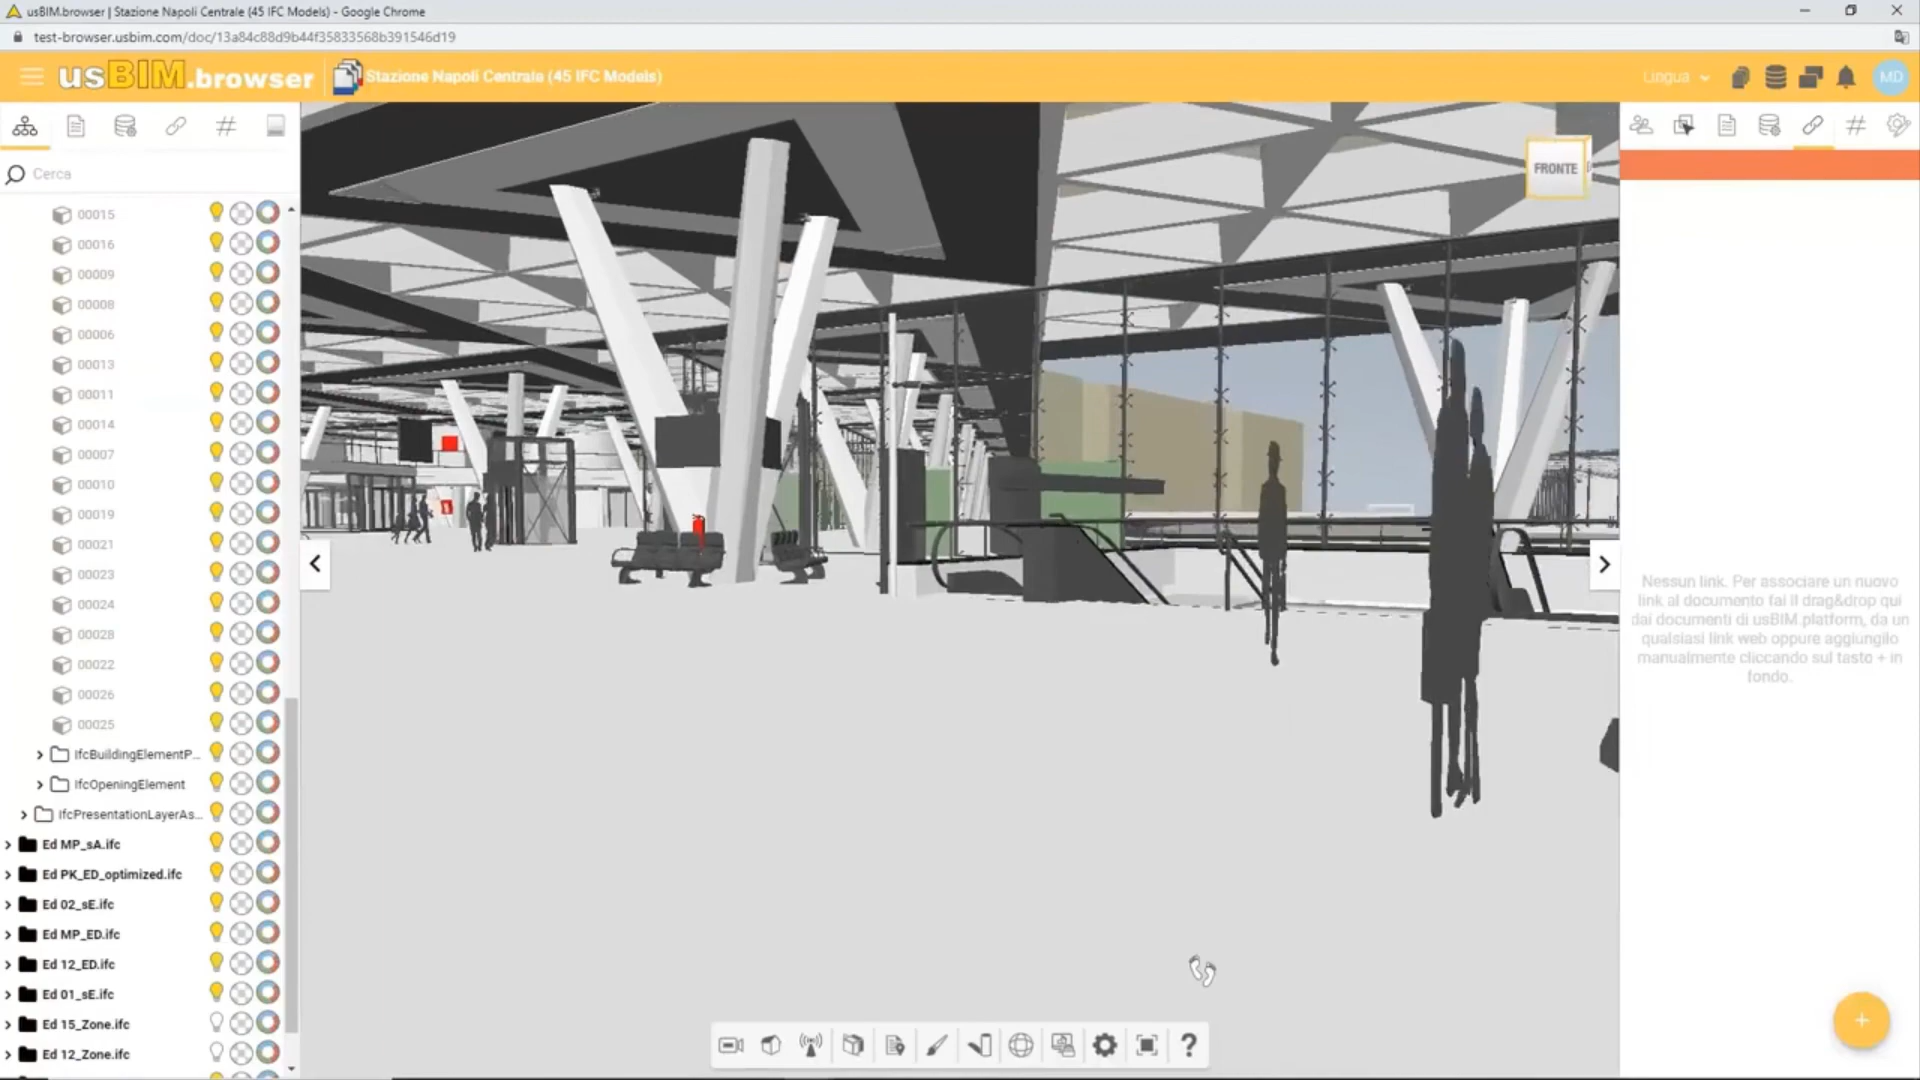 usBIM.browser | Stazione Napoli Centrale (45 IFC Models) - Google Chrome
test-browser.usbim.com/doc/13a84c88d9b44f35833568b391546d19
usBIM.browser
Stazione Napoli Centrale (45 IFC Models)
Lingua
MD
Cerca
FRONTE
00015
00016
00009
00008
00006
00013
00011
00014
00007
00010
00019
00021
00023
00024
00028
00022
00026
00025
IfcBuildingElementP...
IfcOpeningElement
IfcPresentationLayerAs...
Ed MP_sA.ifc
Ed PK_ED_optimized.ifc
Ed 02_sE.ifc
Ed MP_ED.ifc
Ed 12_ED.ifc
Ed 01_sE.ifc
Ed 15_Zone.ifc
Ed 12_Zone.ifc
Nessun link. Per associare un nuovo
link al documento fai il drag&drop qui
dai documenti di usBIM.platform, da un
qualsiasi link web oppure aggiungilo
manualmente cliccando sul tasto + in
fondo.